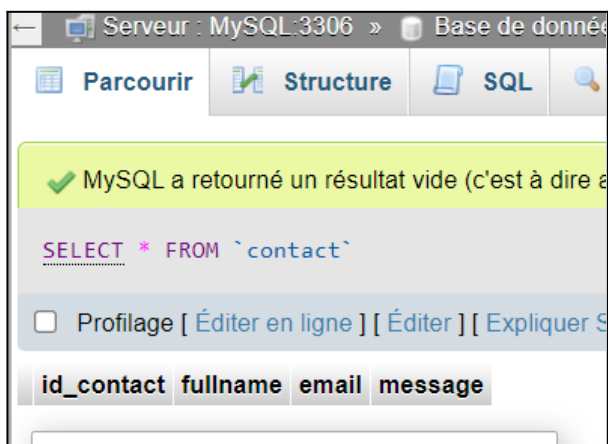 ← Serveur : MySQL:3306 » Base de donnée
Parcourir Structure SQL
MySQL a retourné un résultat vide (c'est à dire a
SELECT * FROM `contact`
Profilage [ Éditer en ligne ] [ Éditer ] [ Expliquer S
id_contact fullname email message